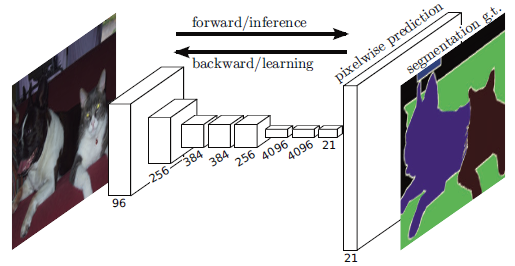 forward/inference
backward/learning
pixelwise prediction
segmentation g.t.
96
256
384
384
256
4096
4096
21
21